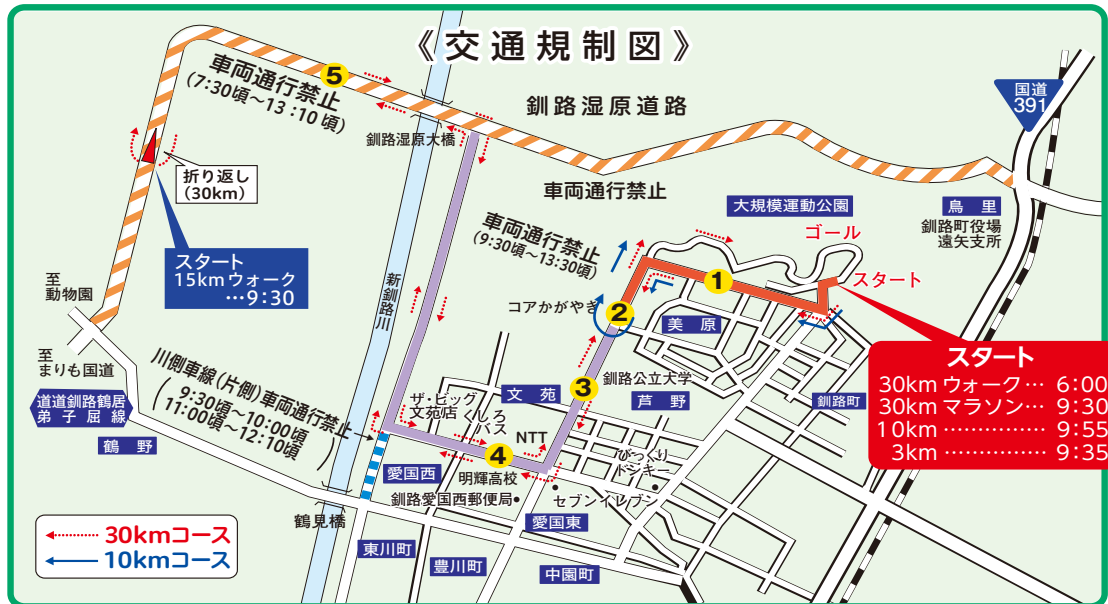 《交通規制図》
5
車両通行禁止
(7:30頃～13:10頃)
釧路湿原道路
国道
391
釧路湿原大橋
折り返し
(30km)
車両通行禁止
大規模運動公園
ゴール
鳥里
釧路町役場
遠矢支所
スタート
15kmウォーク
…9:30
車両通行禁止
(9:30頃～13:30頃)
スタート
1
至
動物園
新釧路川
コアかがやき
2
美原
至
まりも国道
川側車線(片側)車両通行禁止
(9:30頃～10:00頃
11:00頃～12:10頃)
スタート
30kmウォーク… 6:00
30kmマラソン… 9:30
10km …………… 9:55
3km …………… 9:35
道道釧路鶴居
弟子屈線
鶴野
ザ・ビッグ
文苑店
くしろ
バス
文苑
3
釧路公立大学
芦野
釧路町
NTT
4
愛国西
明輝高校
びっくり
ドンキー
釧路愛国西郵便局
セブンイレブン
鶴見橋
愛国東
東川町
豊川町
中園町
30kmコース
10kmコース